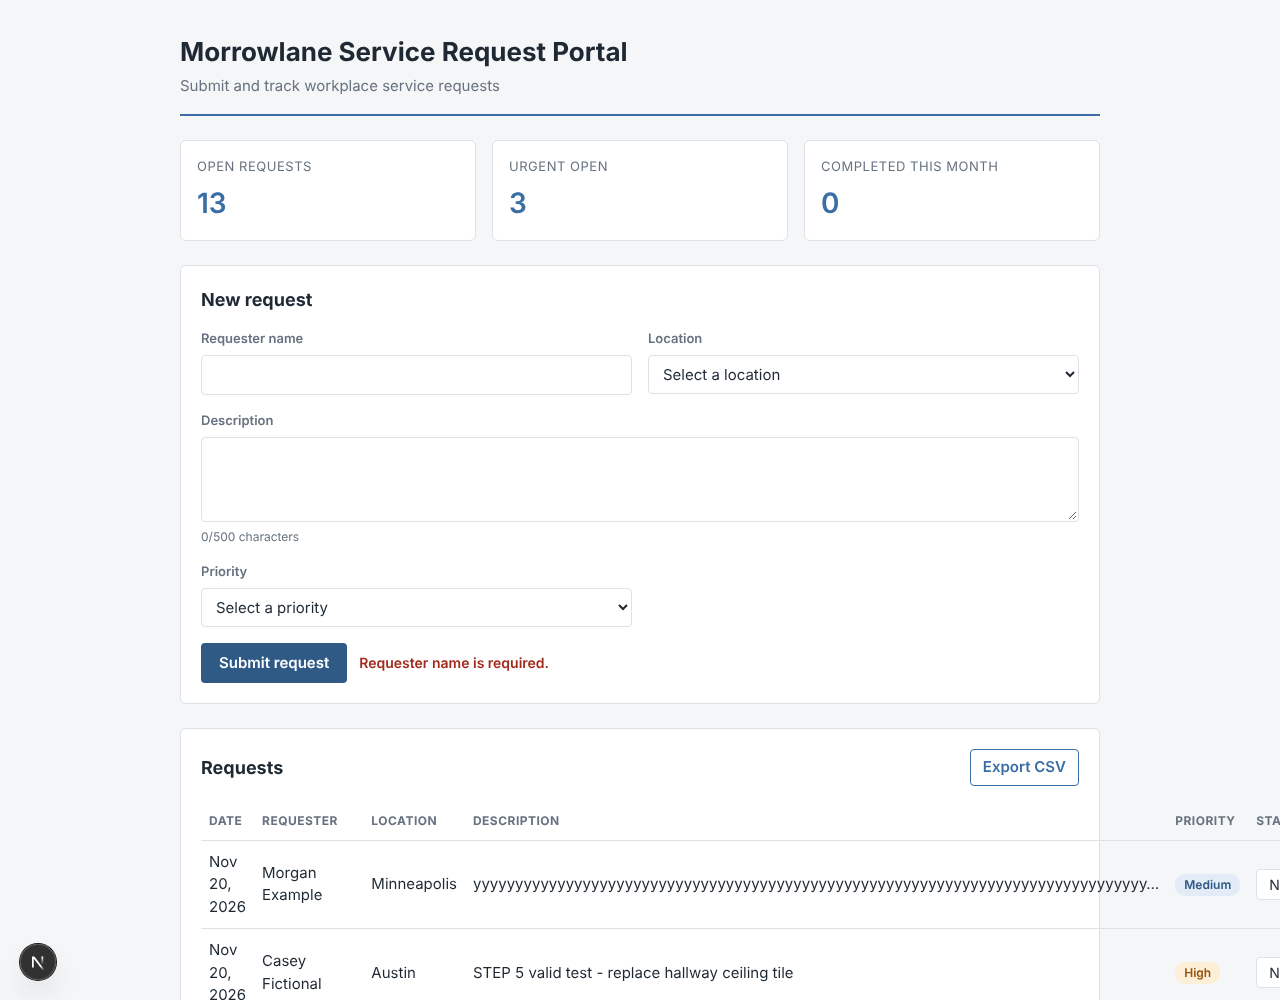 Morrowlane Service Request Portal
Submit and track workplace service requests
OPEN REQUESTS
13
URGENT OPEN
3
COMPLETED THIS MONTH
0
New request
Requester name
Location
Select a location
Description
0/500 characters
Priority
Select a priority
Submit request
Requester name is required.
Requests
Export CSV
DATE REQUESTER LOCATION DESCRIPTION PRIORITY STA
Nov 20, 2026 Morgan Example Minneapolis Medium N
Nov 20, 2026 Casey Fictional Austin STEP 5 valid test - replace hallway ceiling tile High N
N